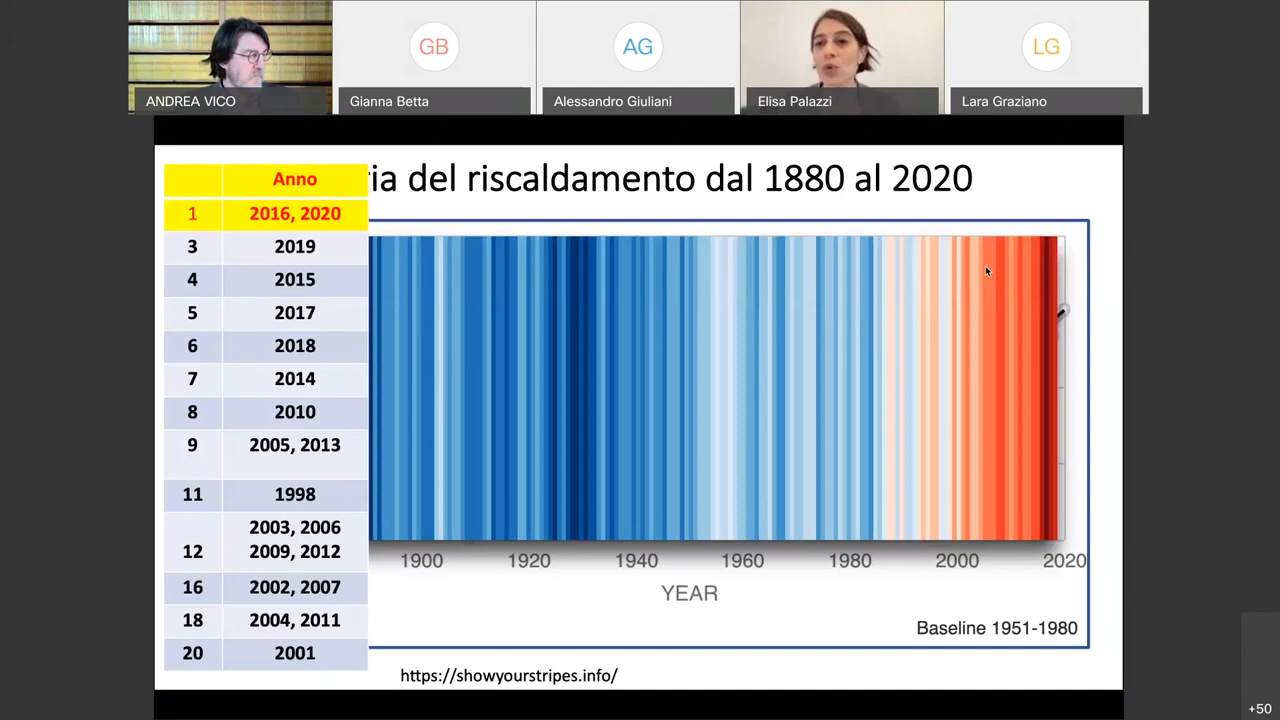 GB
AG
LG
ANDREA VICO
Gianna Betta
Alessandro Giuliani
Elisa Palazzi
Lara Graziano
ria del riscaldamento dal 1880 al 2020
Anno
1 2016, 2020
3 2019
4 2015
5 2017
6 2018
7 2014
8 2010
9 2005, 2013
11 1998
2003, 2006
12 2009, 2012
16 2002, 2007
18 2004, 2011
20 2001
1900 1920 1940 1960 1980 2000 2020
YEAR
Baseline 1951-1980
https://showyourstripes.info/
+50